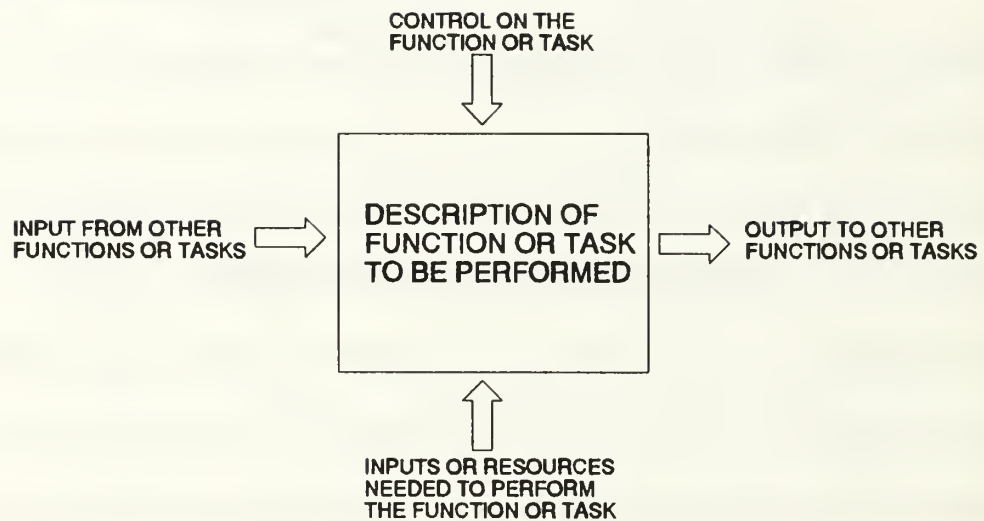 CONTROL ON THE
FUNCTION OR TASK
INPUT FROM OTHER
FUNCTIONS OR TASKS
DESCRIPTION OF
FUNCTION OR TASK
TO BE PERFORMED
OUTPUT TO OTHER
FUNCTIONS OR TASKS
INPUTS OR RESOURCES
NEEDED TO PERFORM
THE FUNCTION OR TASK